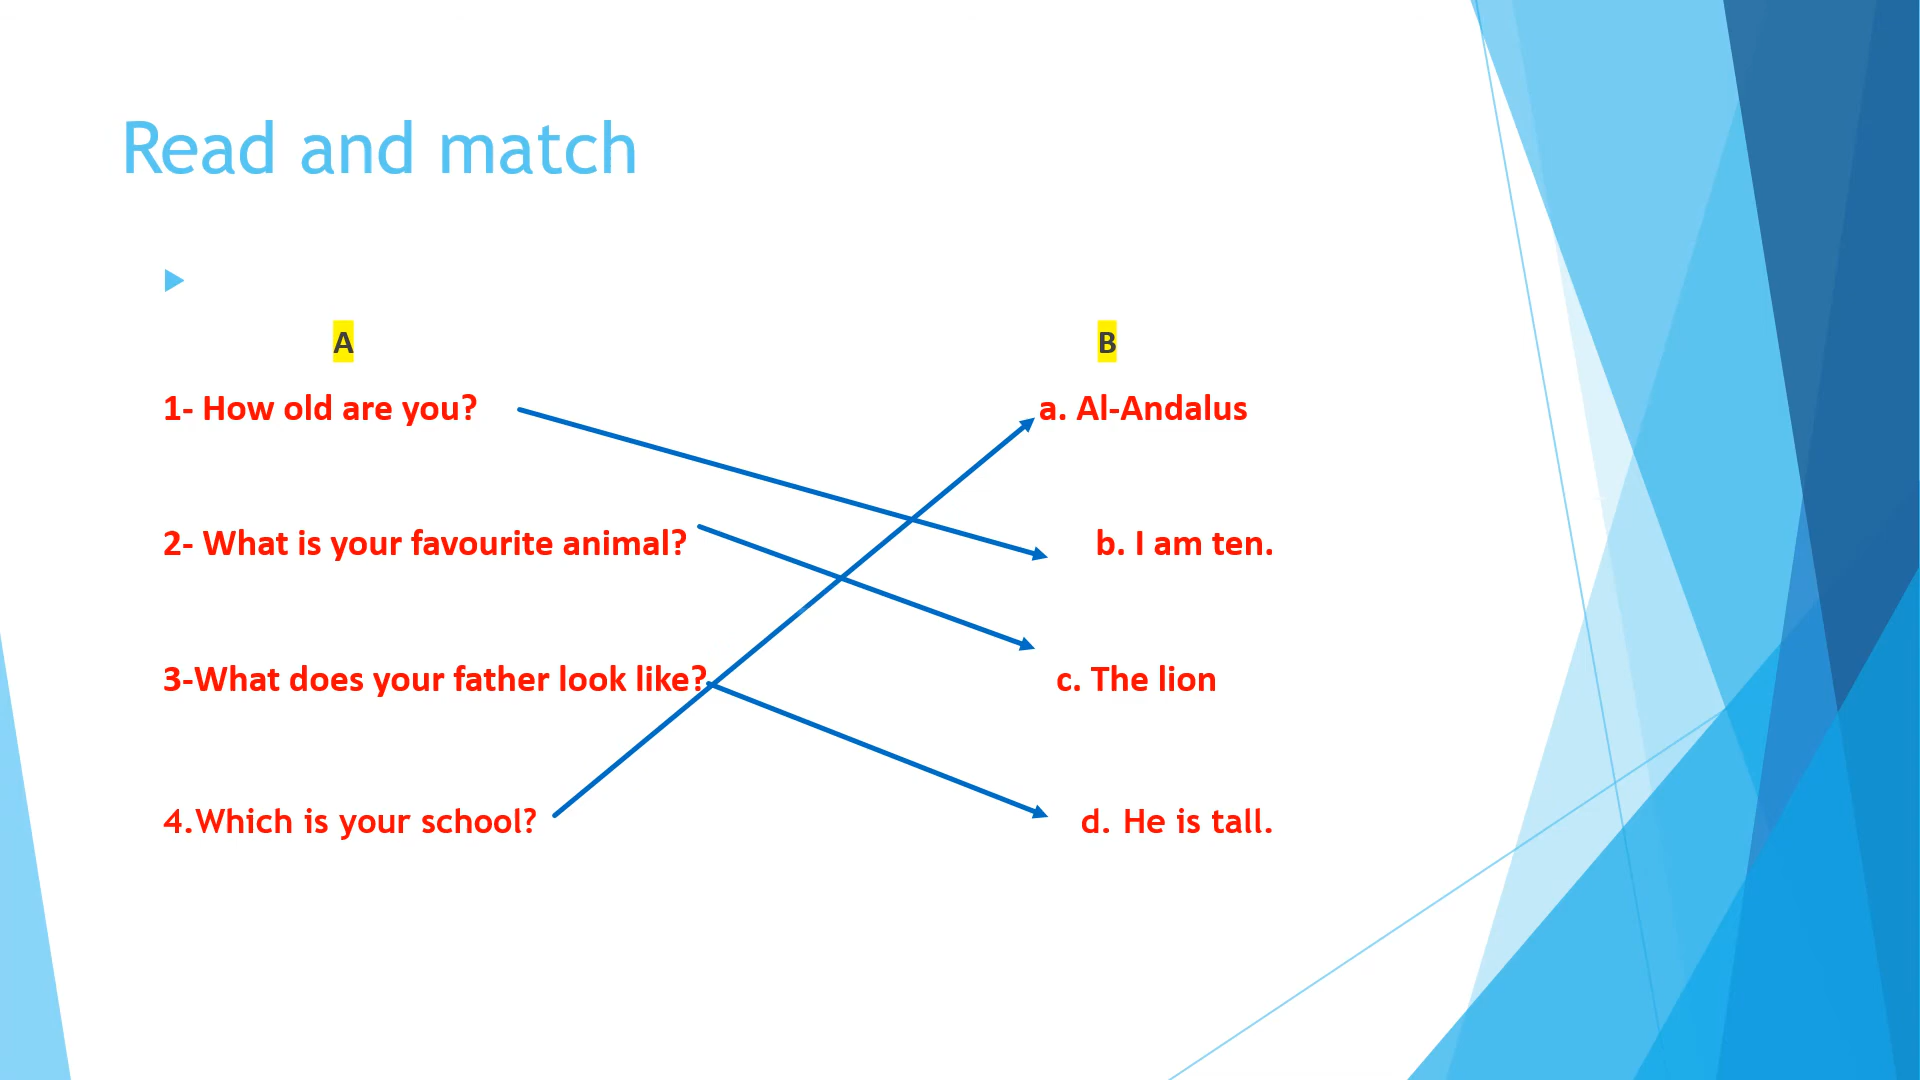 Read and match
A B
1- How old are you? a. Al-Andalus
2- What is your favourite animal? b. I am ten.
3-What does your father look like? c. The lion
4.Which is your school? d. He is tall.